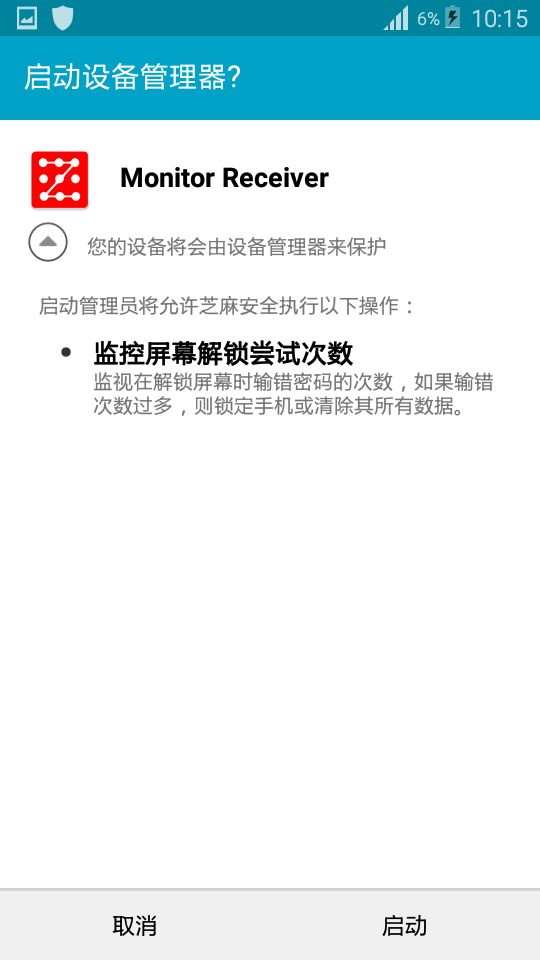 6% 10:15
启动设备管理器?
Monitor Receiver
您的设备将会由设备管理器来保护
启动管理员将允许芝麻安全执行以下操作：
监控屏幕解锁尝试次数
监视在解锁屏幕时输错密码的次数，如果输错
次数过多，则锁定手机或清除其所有数据。
取消 启动